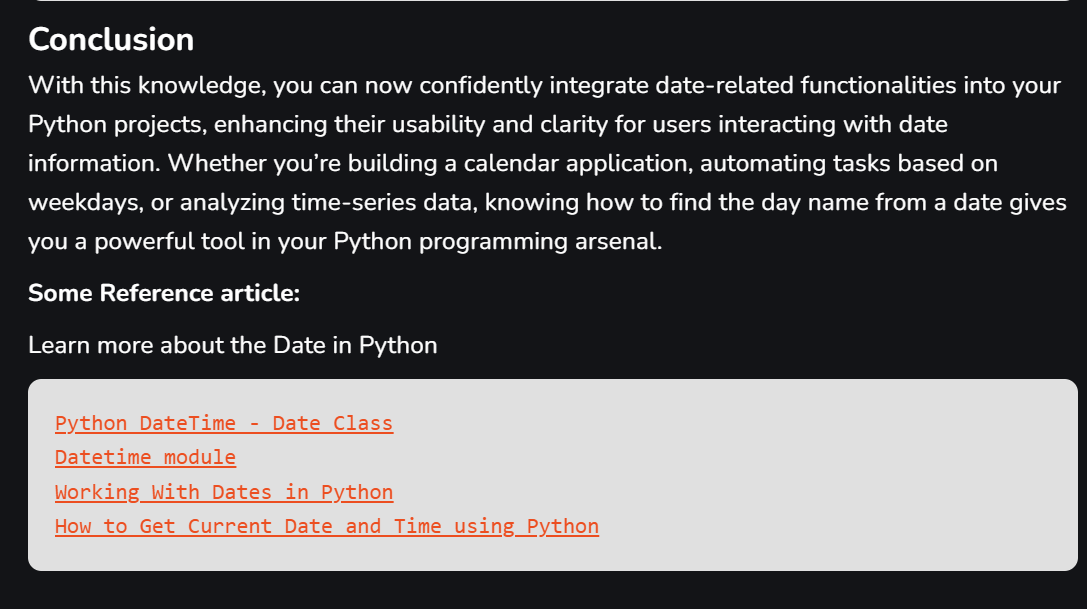 Conclusion
With this knowledge, you can now confidently integrate date-related functionalities into your
Python projects, enhancing their usability and clarity for users interacting with date
information. Whether you’re building a calendar application, automating tasks based on
weekdays, or analyzing time-series data, knowing how to find the day name from a date gives
you a powerful tool in your Python programming arsenal.
Some Reference article:
Learn more about the Date in Python
Python DateTime - Date Class
Datetime module
Working With Dates in Python
How to Get Current Date and Time using Python